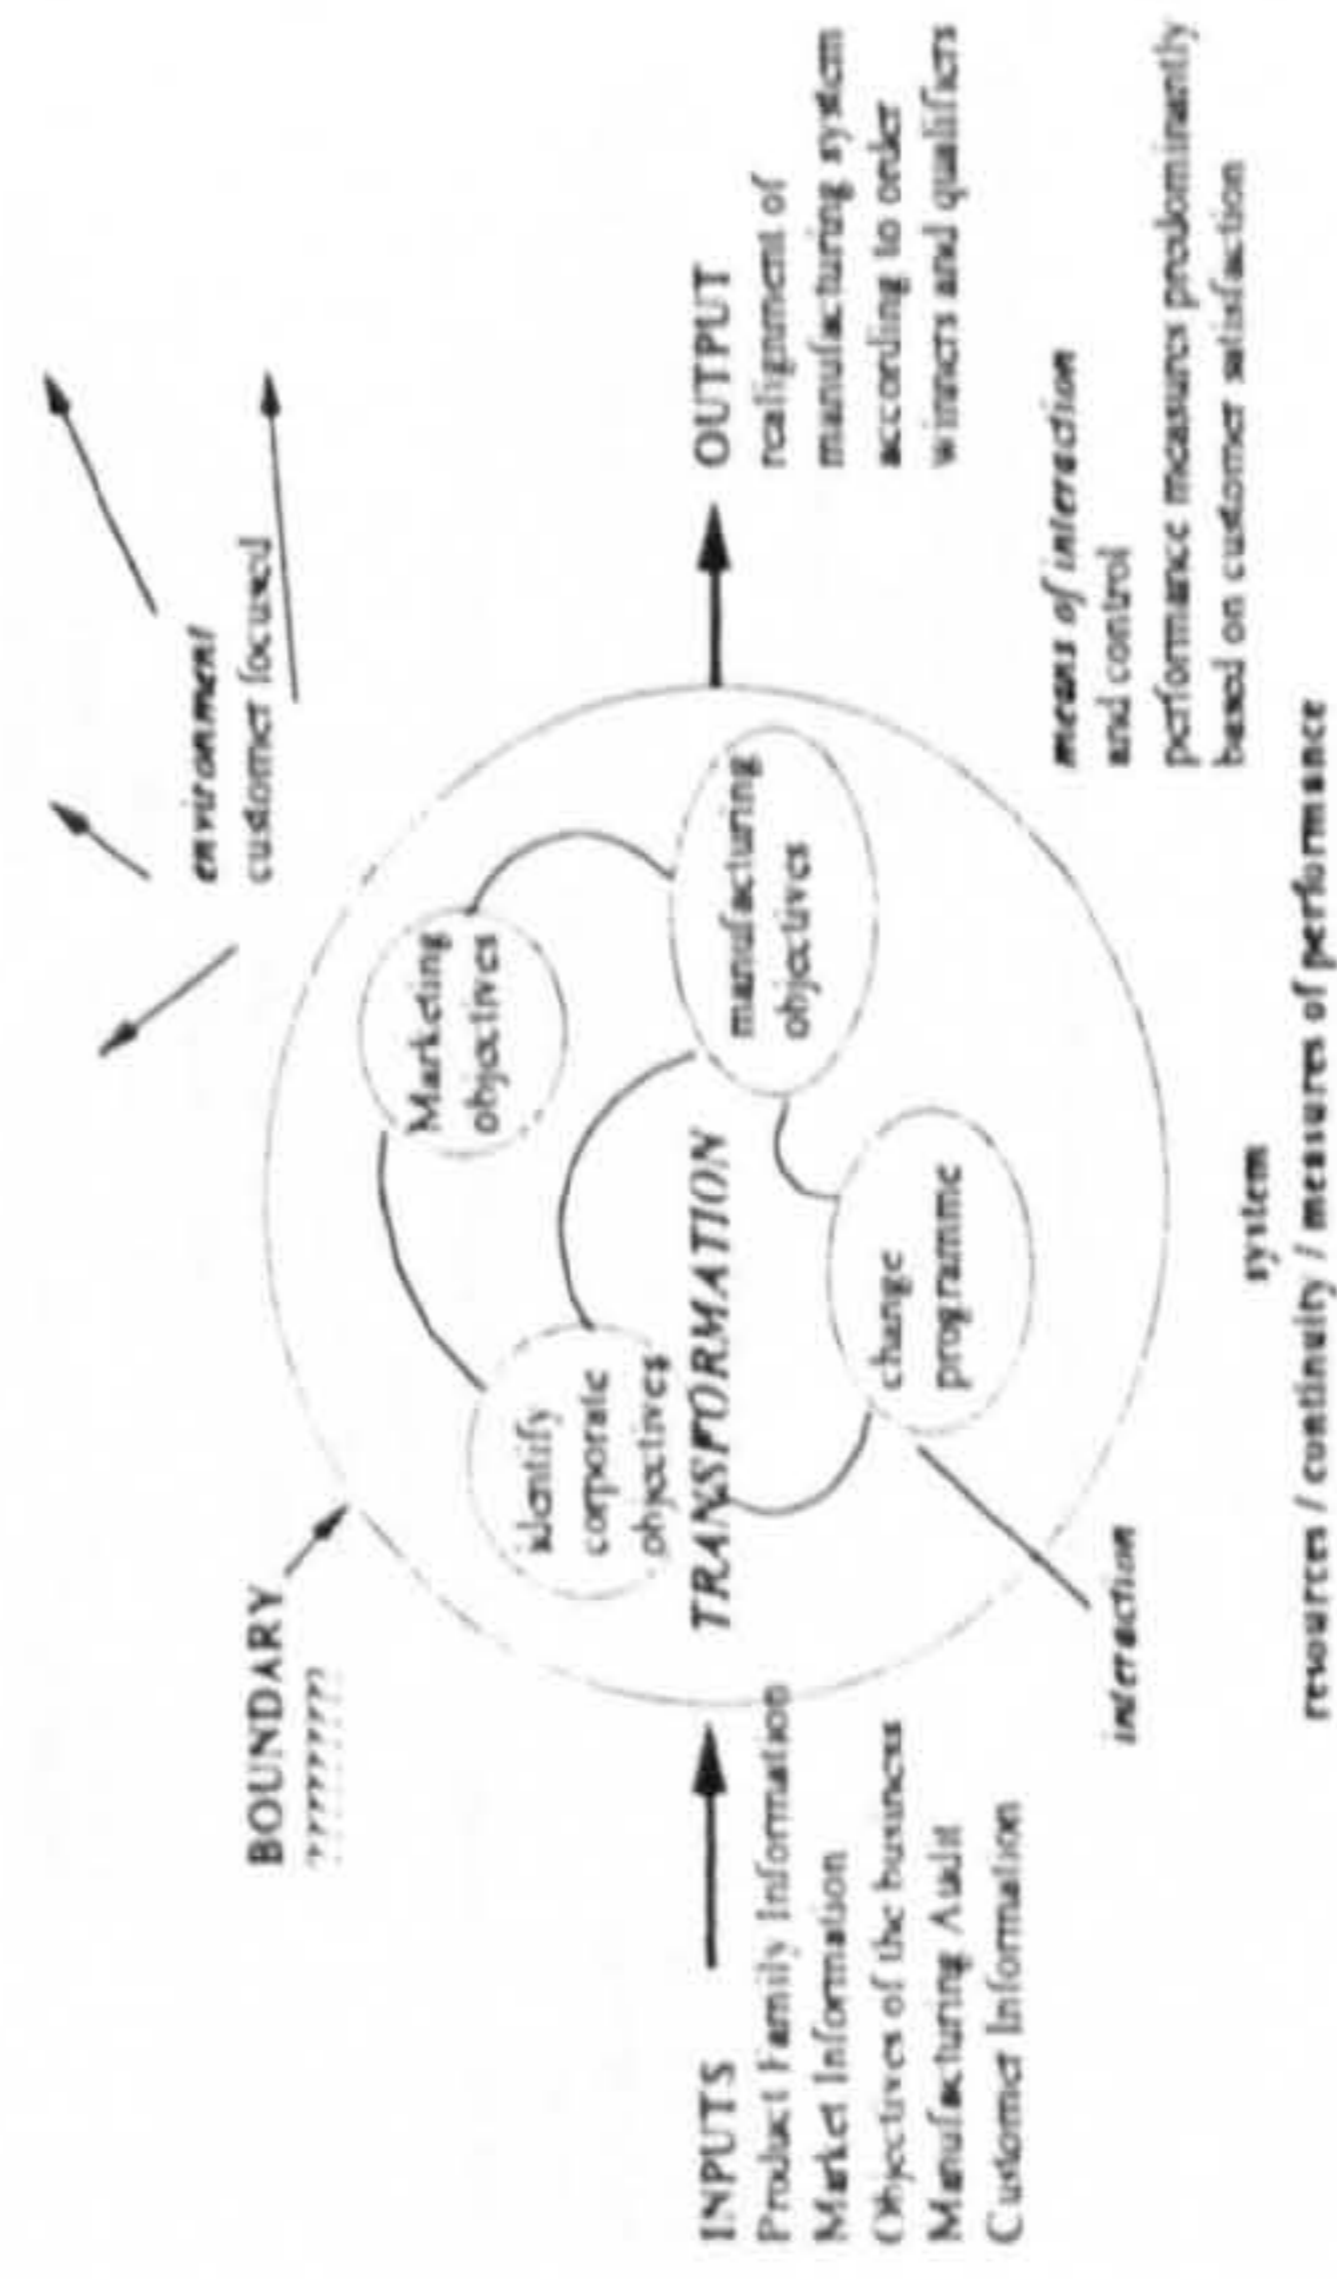 BOUNDARY
?????????
environment
customer focused
Marketing
objectives
identify
corporate
objectives
TRANSFORMATION
manufacturing
objectives
change
programme
INPUTS
Product Family Information
Market Information
Objectives of the business
Manufacturing Audit
Customer Information
OUTPUT
realignment of
manufacturing system
according to order
winners and qualifiers
interaction
means of interaction
and control
performance measures predominantly
based on customer satisfaction
system
resources / continuity / measures of performance